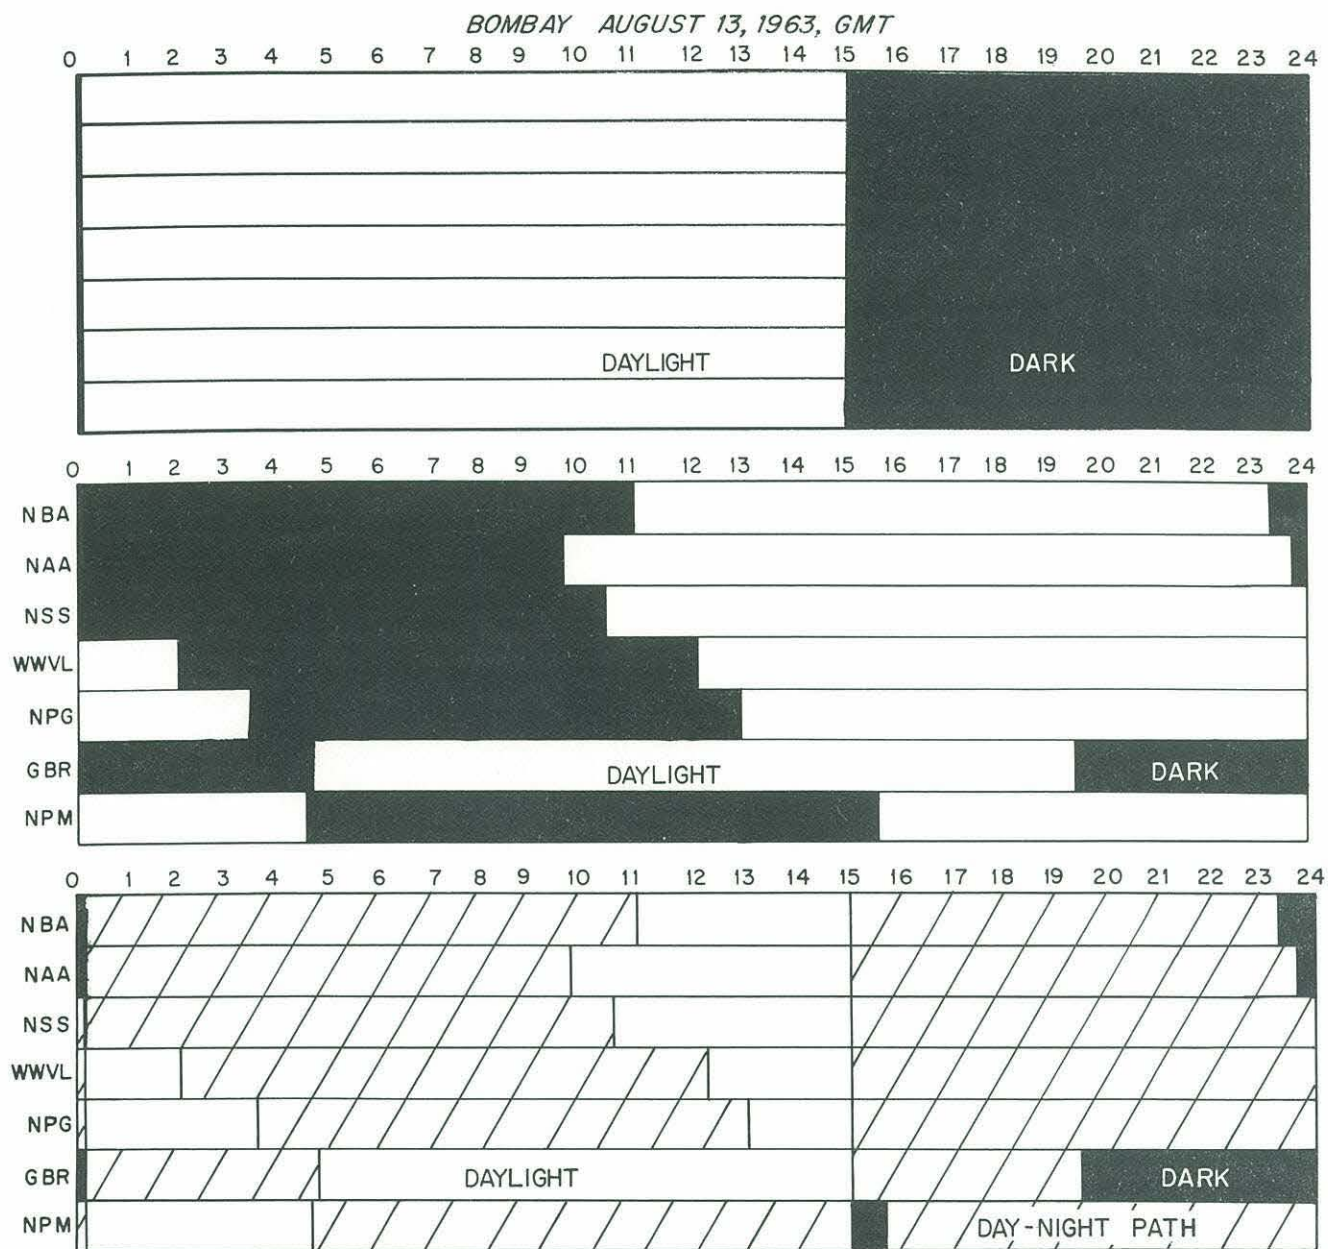 BOMBAY AUGUST 13, 1963, GMT
0 1 2 3 4 5 6 7 8 9 10 11 12 13 14 15 16 17 18 19 20 21 22 23 24
DAYLIGHT DARK
0 1 2 3 4 5 6 7 8 9 10 11 12 13 14 15 16 17 18 19 20 21 22 23 24
NBA
NAA
NSS
WWVL
NPG
GBR DAYLIGHT DARK
NPM
0 1 2 3 4 5 6 7 8 9 10 11 12 13 14 15 16 17 18 19 20 21 22 23 24
NBA
NAA
NSS
WWVL
NPG
GBR DAYLIGHT DARK
NPM DAY-NIGHT PATH